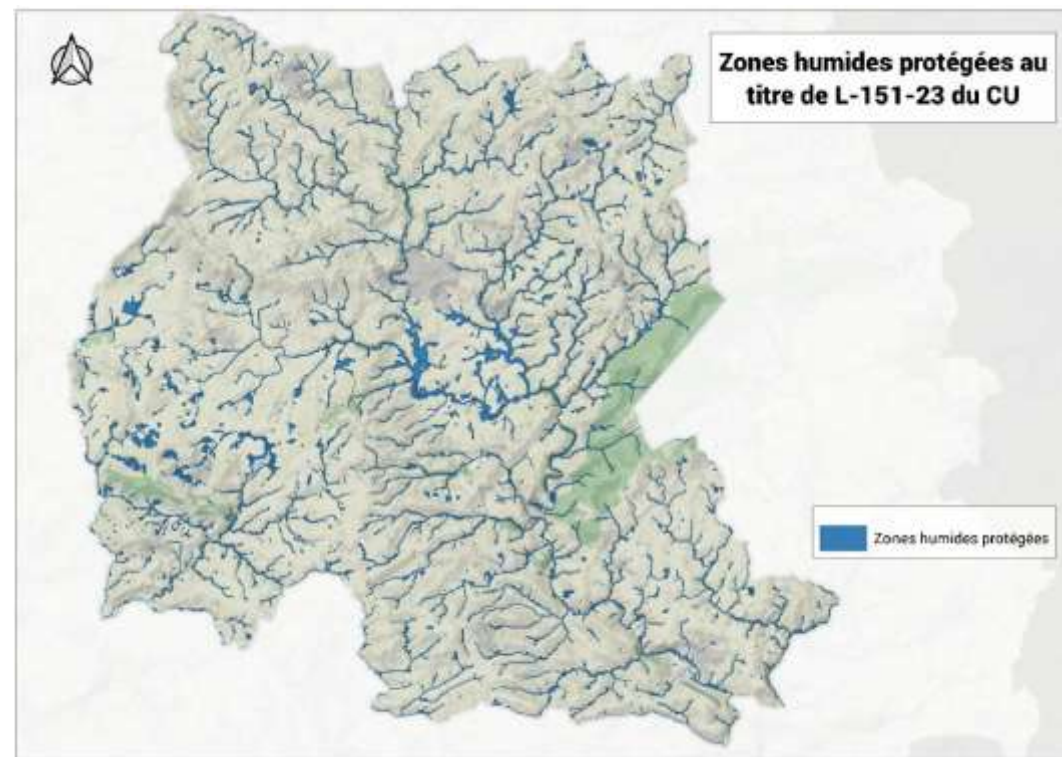 Zones humides protégées au
titre de L-151-23 du CU
Zones humides protégées